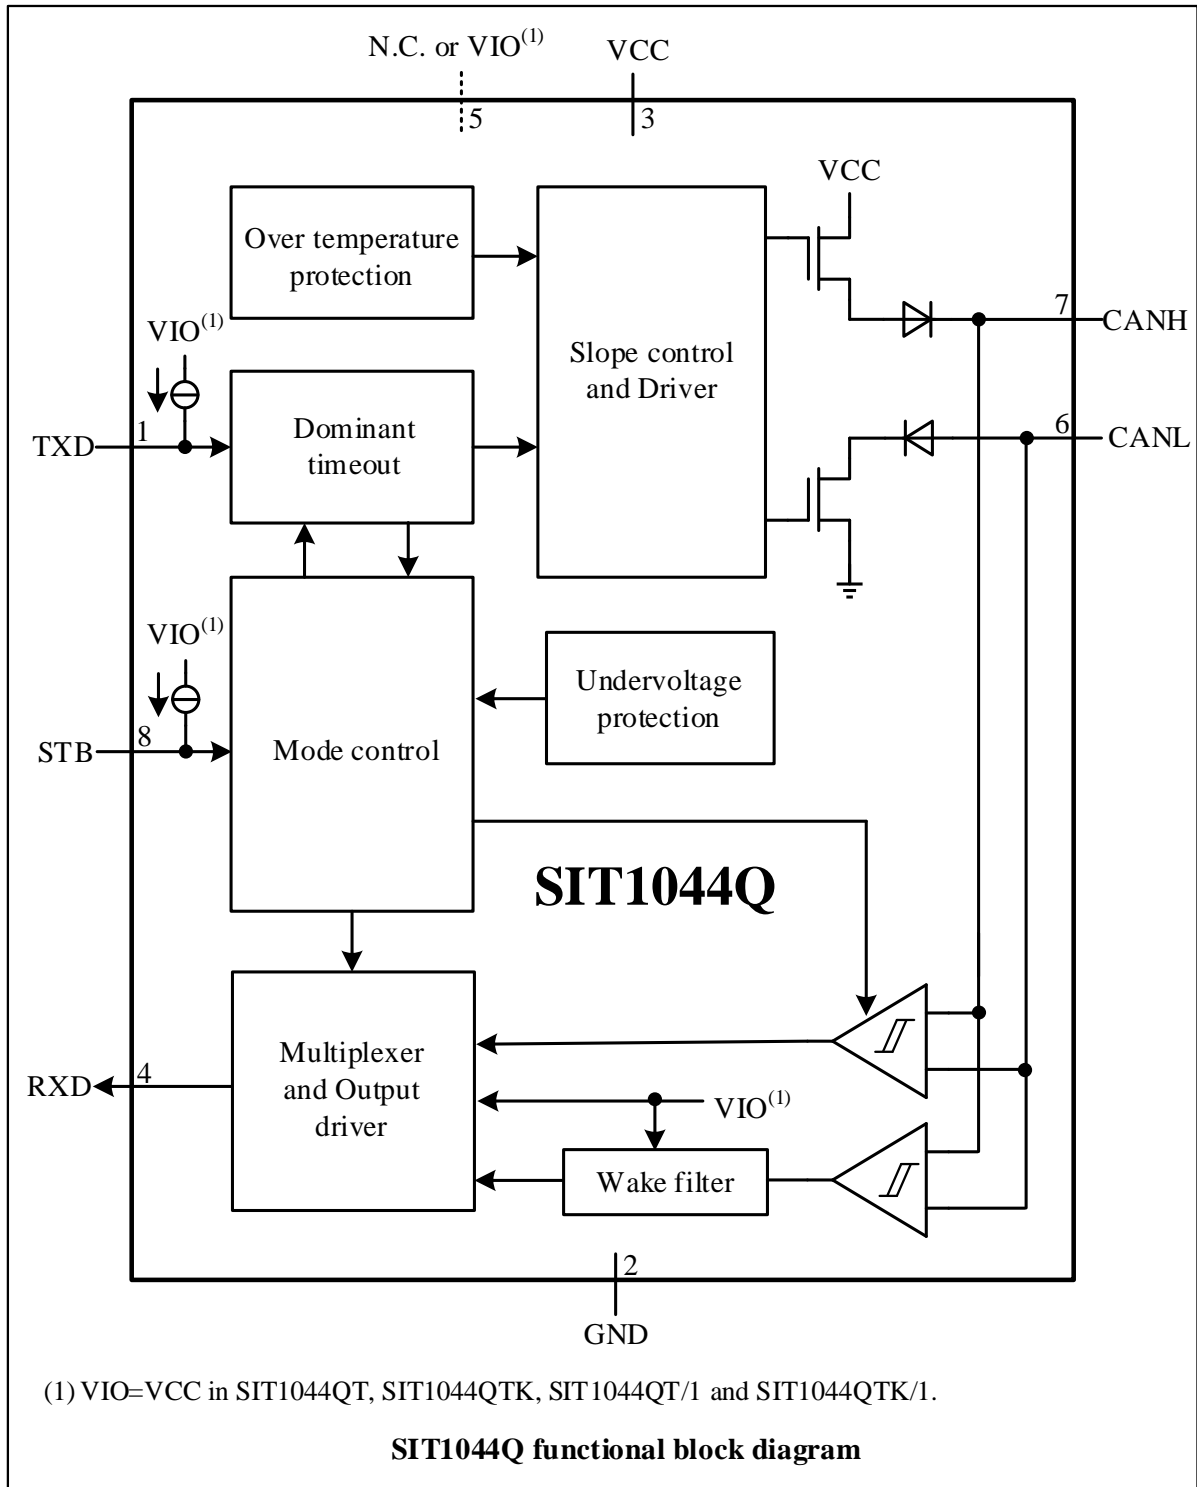 N.C. or VIO(1)
VCC
5
3
VCC
Over temperature
protection
7
CANH
VIO(1)
Slope control
and Driver
Dominant
timeout
TXD
1
6
CANL
VIO(1)
Undervoltage
protection
STB
8
Mode control
SIT1044Q
Multiplexer
and Output
driver
RXD
4
VIO(1)
Wake filter
2
GND
(1) VIO=VCC in SIT1044QT, SIT1044QTK, SIT1044QT/1 and SIT1044QTK/1.
SIT1044Q functional block diagram